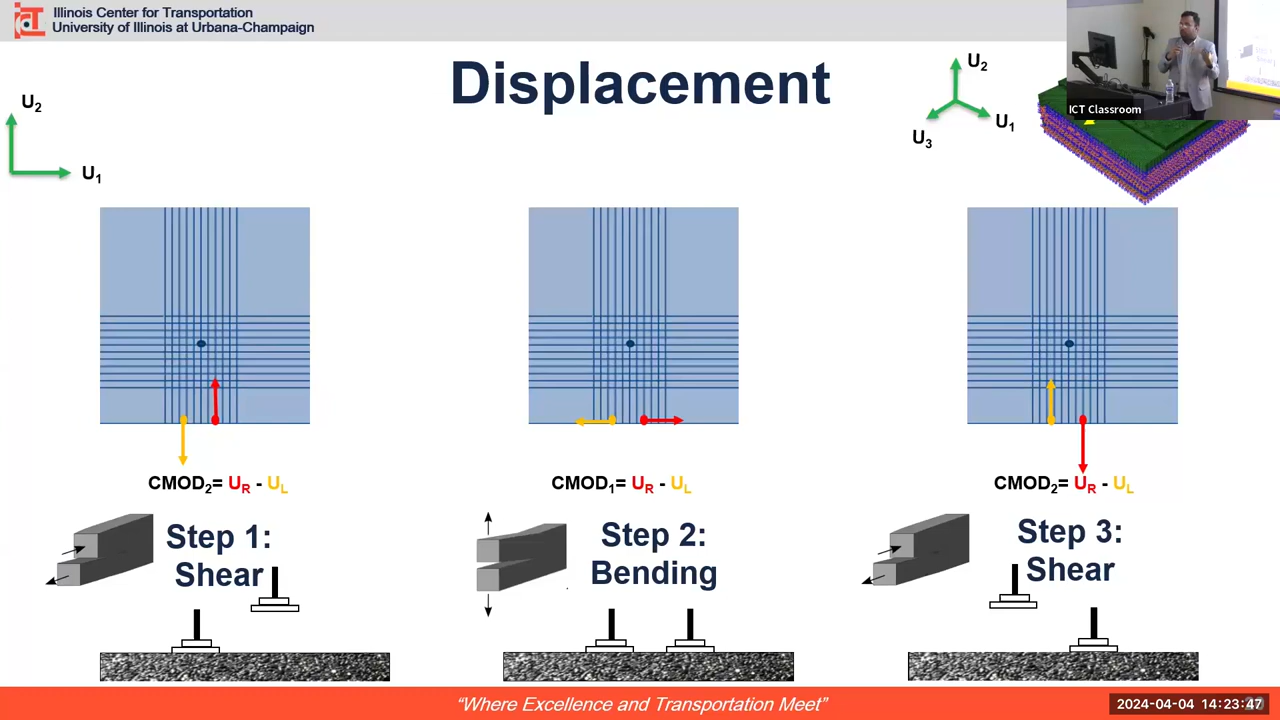 Illinois Center for Transportation
University of Illinois at Urbana-Champaign
Displacement
ICT Classroom
U2
U1
U2
U1
U3
CMOD2= UR - UL
CMOD1= UR - UL
CMOD2= UR - UL
Step 1:
Shear
Step 2:
Bending
Step 3:
Shear
“Where Excellence and Transportation Meet”
2024-04-04 14:23:47